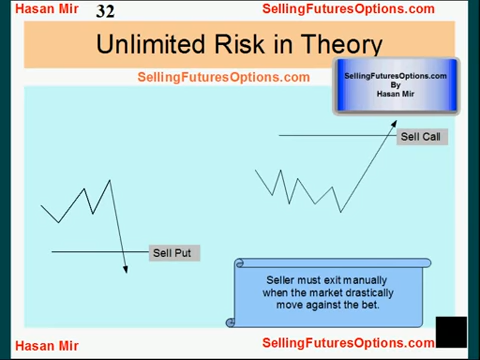 Hasan Mir
32
SellingFuturesOptions.com
Unlimited Risk in Theory
SellingFuturesOptions.com
SellingFuturesOptions.com
By
Hasan Mir
Sell Call
Sell Put
Seller must exit manually
when the market drastically
move against the bet.
Hasan Mir
SellingFuturesOptions.com